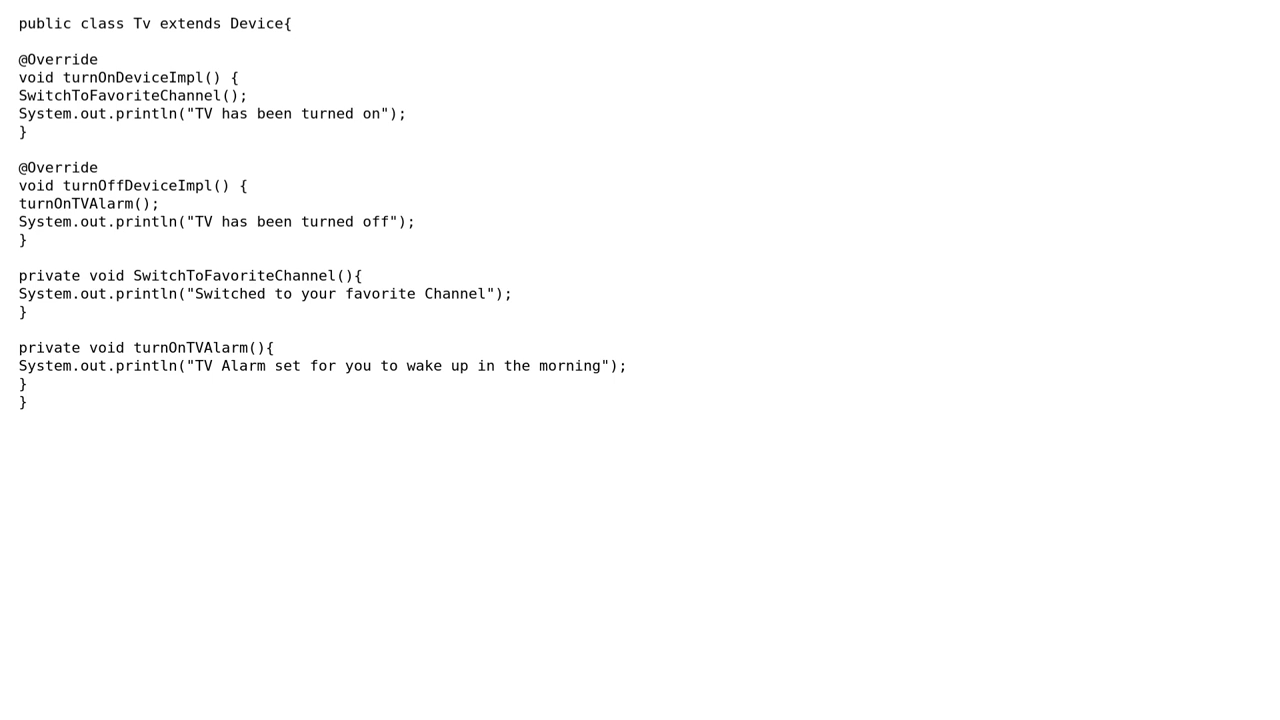 public class Tv extends Device{
@Override
void turnOnDeviceImpl() {
SwitchToFavoriteChannel();
System.out.println("TV has been turned on");
}
@Override
void turnOffDeviceImpl() {
turnOnTVAlarm();
System.out.println("TV has been turned off");
}
private void SwitchToFavoriteChannel(){
System.out.println("Switched to your favorite Channel");
}
private void turnOnTVAlarm(){
System.out.println("TV Alarm set for you to wake up in the morning");
}
}